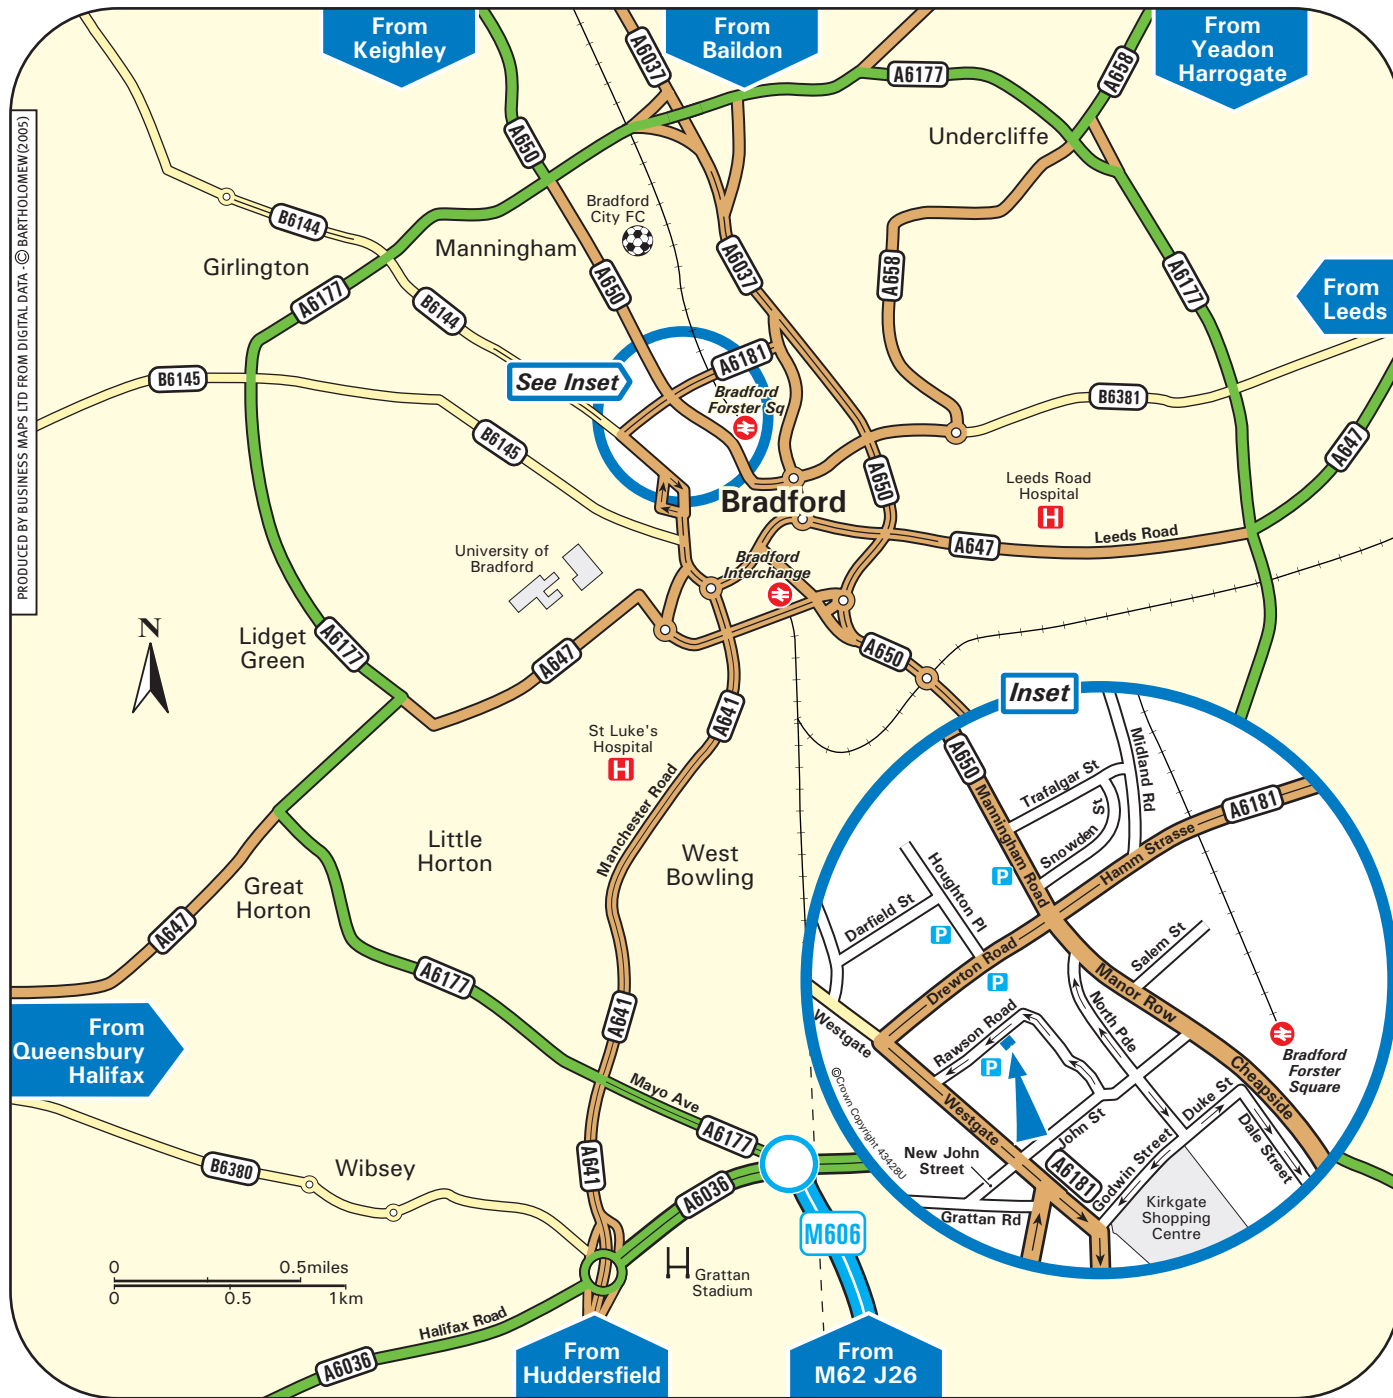 From
Keighley
From
Baildon
From
Yeadon
Harrogate
A6037
A6177
A658
PRODUCED BY BUSINESS MAPS LTD FROM DIGITAL DATA - © BARTHOLOMEW (2005)
A650
Undercliffe
Bradford
City FC
B6144
Manningham
Girlington
A6037
A658
A6177
A6177
A650
B6144
From
Leeds
See Inset
A6181
B6145
Bradford
Forster Sq
B6381
B6145
A647
A650
Leeds Road
Hospital
H
Bradford
Leeds Road
A647
University of
Bradford
Bradford
Interchange
N
Lidget
Green
A6177
A647
A650
A641
St Luke's
Hospital
H
Manchester Road
Little
Horton
West
Bowling
Great
Horton
A647
A6177
A641
From
Queensbury
Halifax
Mayo Ave
A6177
A641
B6380
Wibsey
A6036
M606
0
0.5miles
0
0.5
1km
H
Grattan
Stadium
Halifax Road
A6036
From
Huddersfield
From
M62 J26
Inset
A650
Midland Rd
Trafalgar St
A6181
Manningham Road
Snowden St
Hamm Strasse
P
Houghton Pl
Darfield St
P
Salem St
Drewton Road
P
Manor Row
North Pde
Westgate
Rawson Road
P
Bradford
Forster
Square
Cheapside
©Crown Copyright 43428U
Westgate
Duke St
John St
Dale Street
New John
Street
A6181
Godwin Street
Grattan Rd
Kirkgate
Shopping
Centre